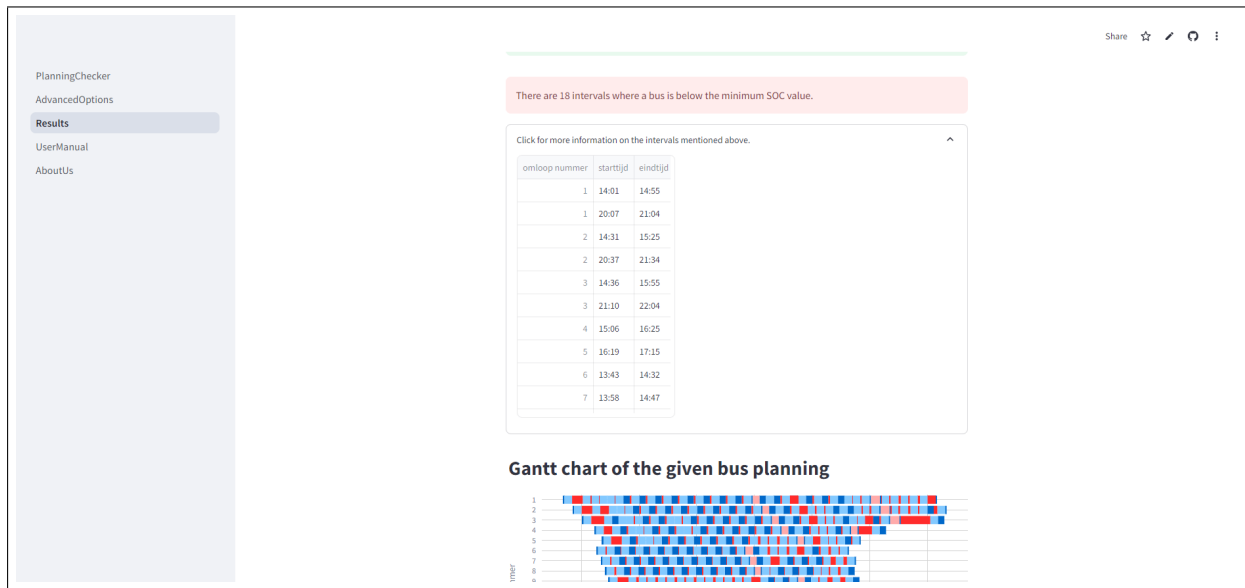 Share
PlanningChecker
AdvancedOptions
Results
UserManual
AboutUs
There are 18 intervals where a bus is below the minimum SOC value.
Click for more information on the intervals mentioned above.
omloop nummer starttijd eindtijd
1 14:01 14:55
1 20:07 21:04
2 14:31 15:25
2 20:37 21:34
3 14:36 15:55
3 21:10 22:04
4 15:06 16:25
5 16:19 17:15
6 13:43 14:32
7 13:58 14:47
Gantt chart of the given bus planning
1
2
3
4
5
6
7
8
9